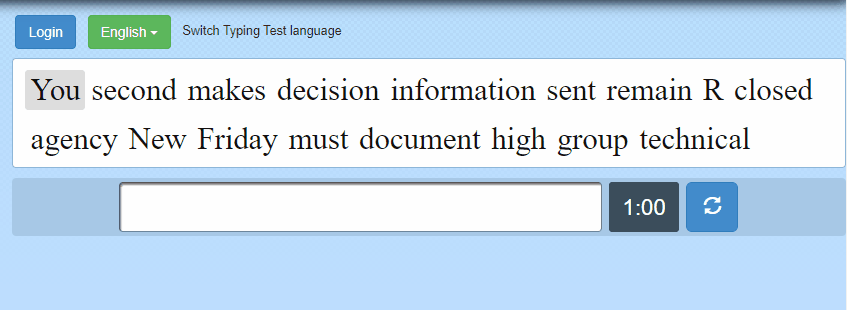 Login English Switch Typing Test language
You second makes decision information sent remain R closed
agency New Friday must document high group technical
1:00